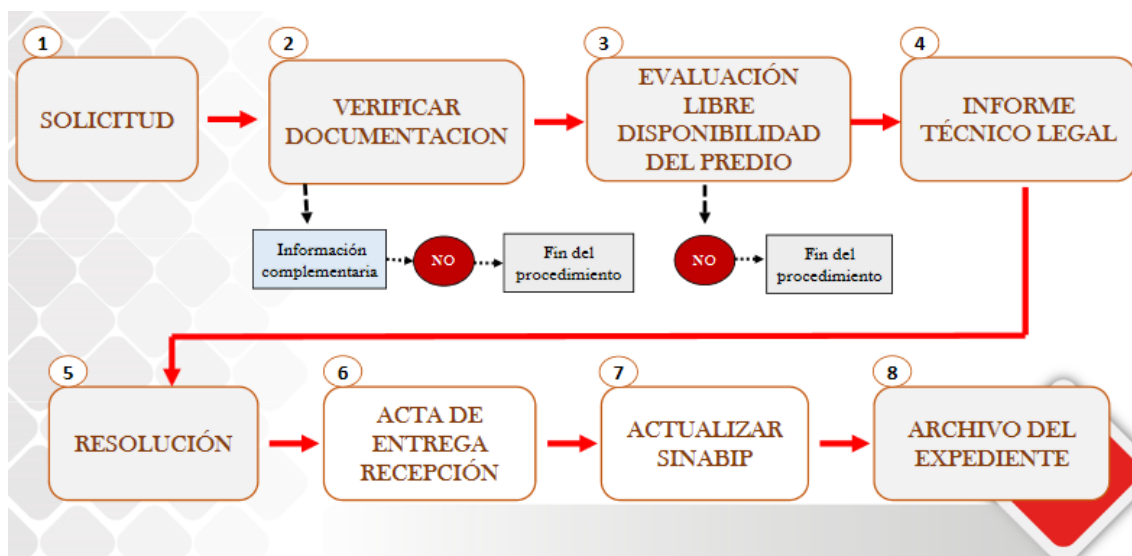 1
SOLICITUD
2
VERIFICAR
DOCUMENTACION
3
EVALUACIÓN
LIBRE
DISPONIBILIDAD
DEL PREDIO
4
INFORME
TÉCNICO LEGAL
Información
complementaria
NO
Fin del
procedimiento
NO
Fin del
procedimiento
5
RESOLUCIÓN
6
ACTA DE
ENTREGA
RECEPCIÓN
7
ACTUALIZAR
SINABIP
8
ARCHIVO DEL
EXPEDIENTE